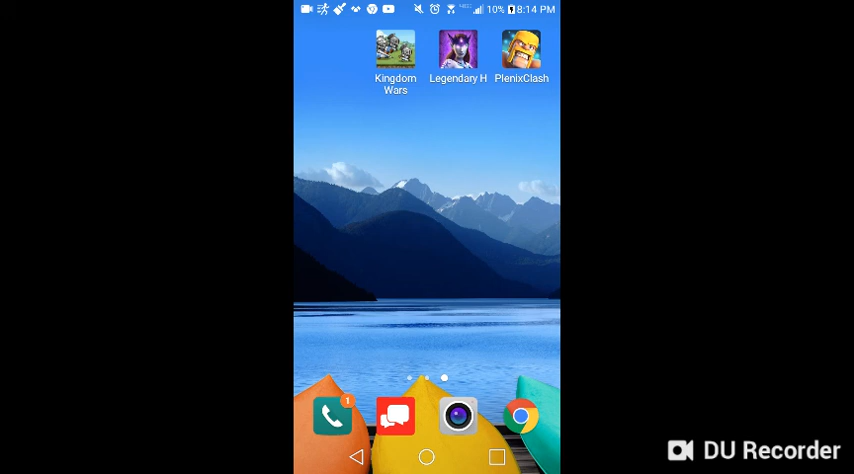 10% 8:14 PM
Kingdom Wars
Legendary H
PlenixClash
1
DU Recorder